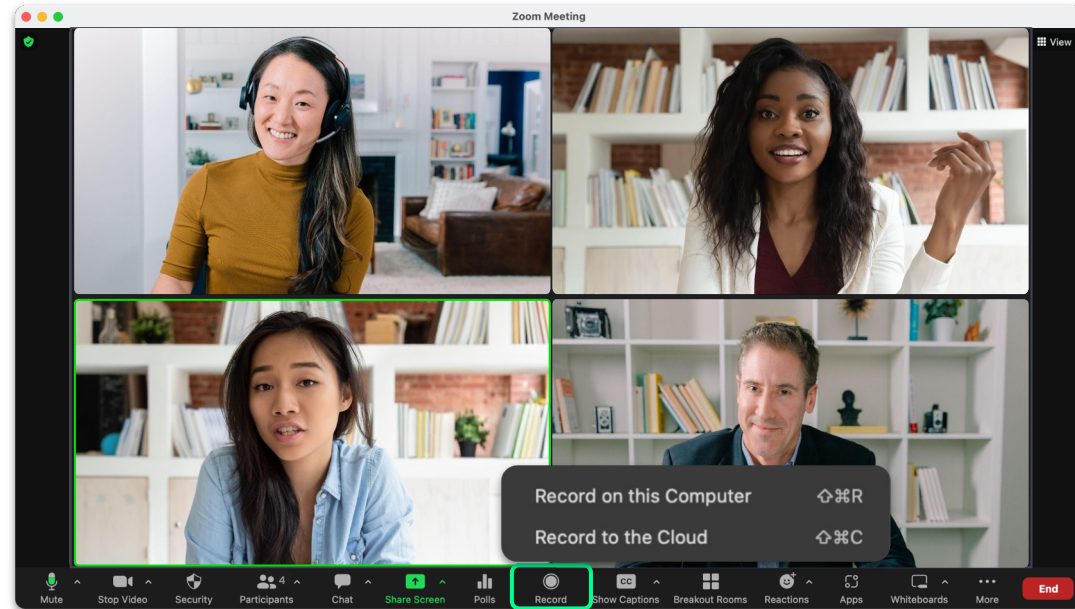 Zoom Meeting
View
Record on this Computer ⇧⌘R
Record to the Cloud ⇧⌘C
4
Mute
Stop Video
Security
Participants
Chat
Share Screen
Polls
Record
CC
Show Captions
Breakout Rooms
Reactions
Apps
Whiteboards
More
End